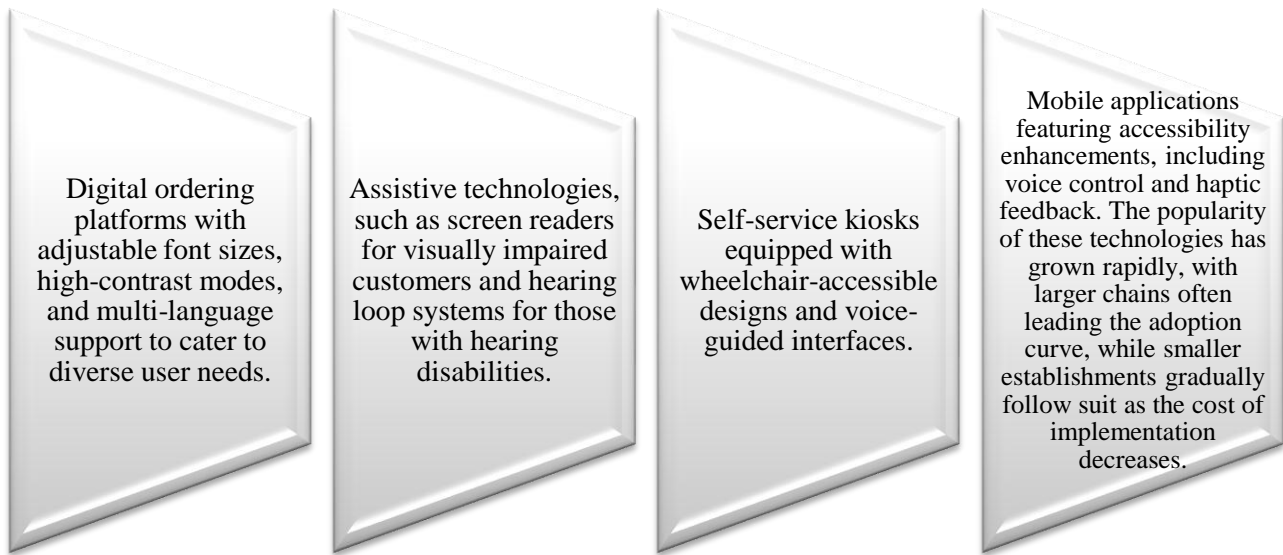 Digital ordering
platforms with
adjustable font sizes,
high-contrast modes,
and multi-language
support to cater to
diverse user needs.
Assistive technologies,
such as screen readers
for visually impaired
customers and hearing
loop systems for those
with hearing
disabilities.
Self-service kiosks
equipped with
wheelchair-accessible
designs and voice-
guided interfaces.
Mobile applications
featuring accessibility
enhancements, including
voice control and haptic
feedback. The popularity
of these technologies has
grown rapidly, with
larger chains often
leading the adoption
curve, while smaller
establishments gradually
follow suit as the cost of
implementation
decreases.